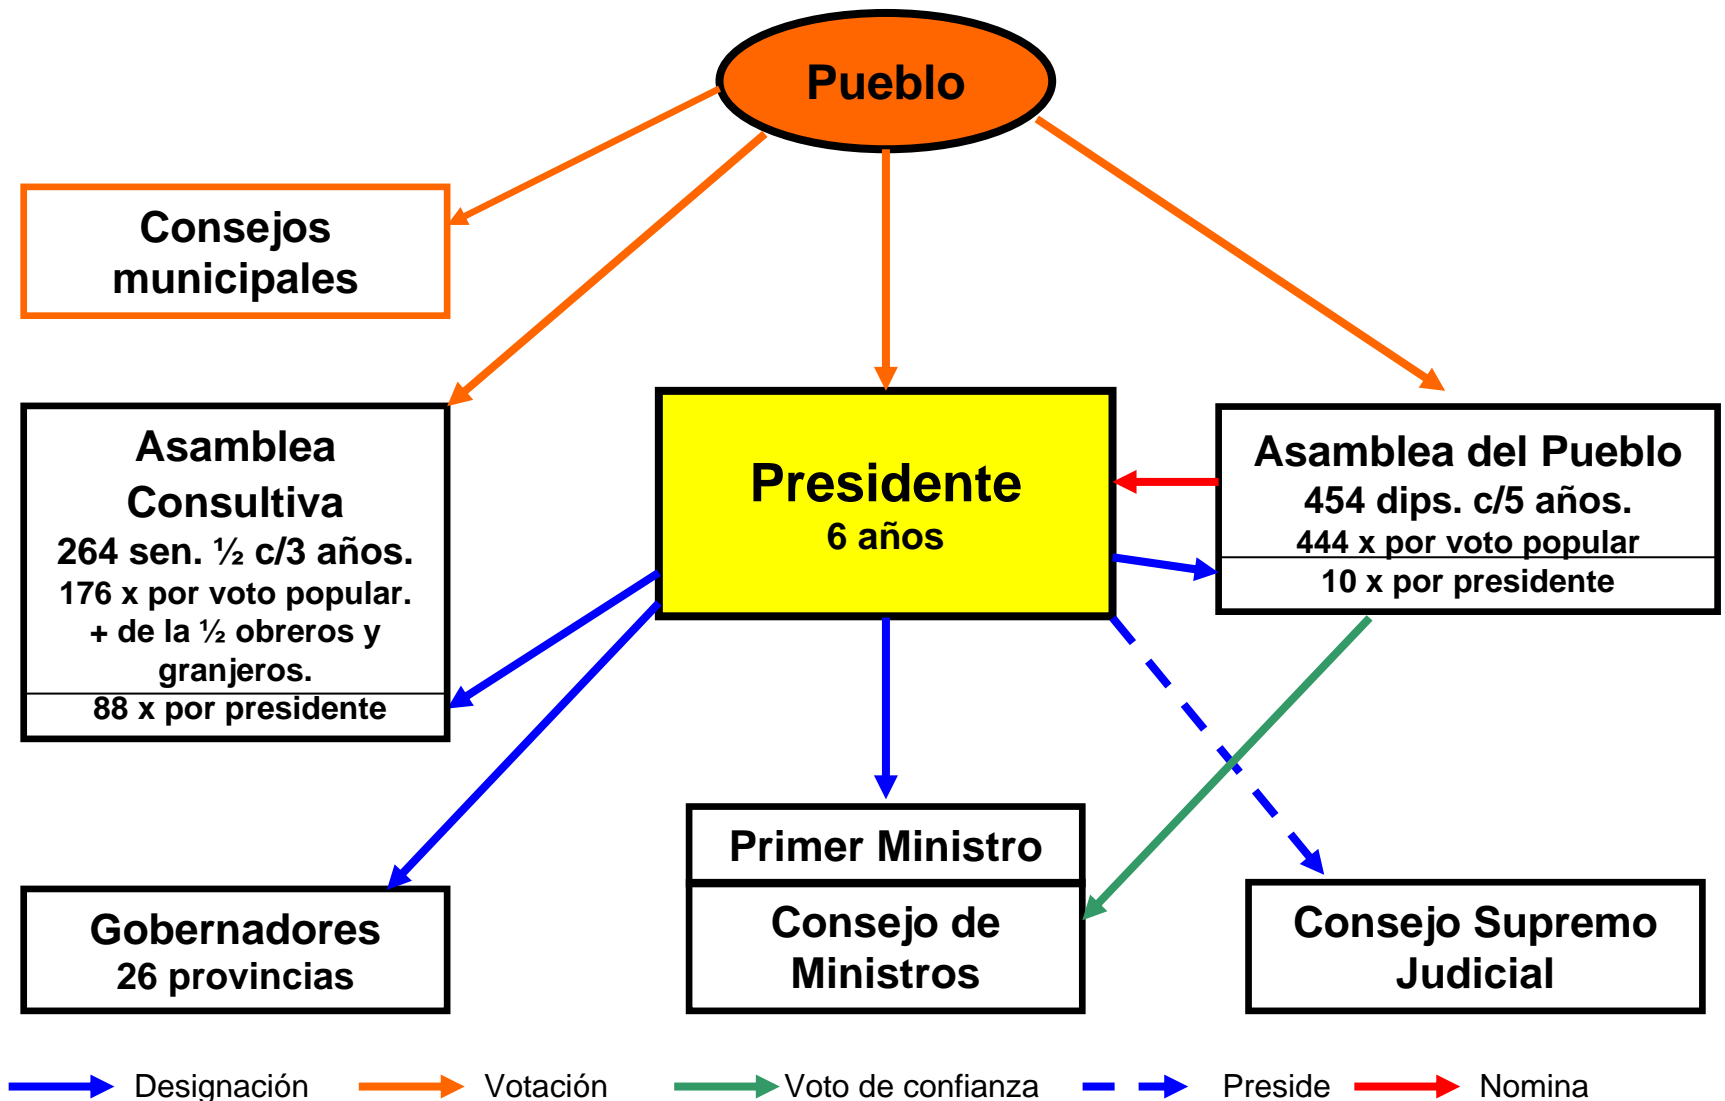 Pueblo
Consejos
municipales
Asamblea
Consultiva
264 sen. ½ c/3 años.
176 x por voto popular.
+ de la ½ obreros y
granjeros.
88 x por presidente
Presidente
6 años
Asamblea del Pueblo
454 dips. c/5 años.
444 x por voto popular
10 x por presidente
Gobernadores
26 provincias
Primer Ministro
Consejo de
Ministros
Consejo Supremo
Judicial
Designación
Votación
Voto de confianza
Preside
Nomina